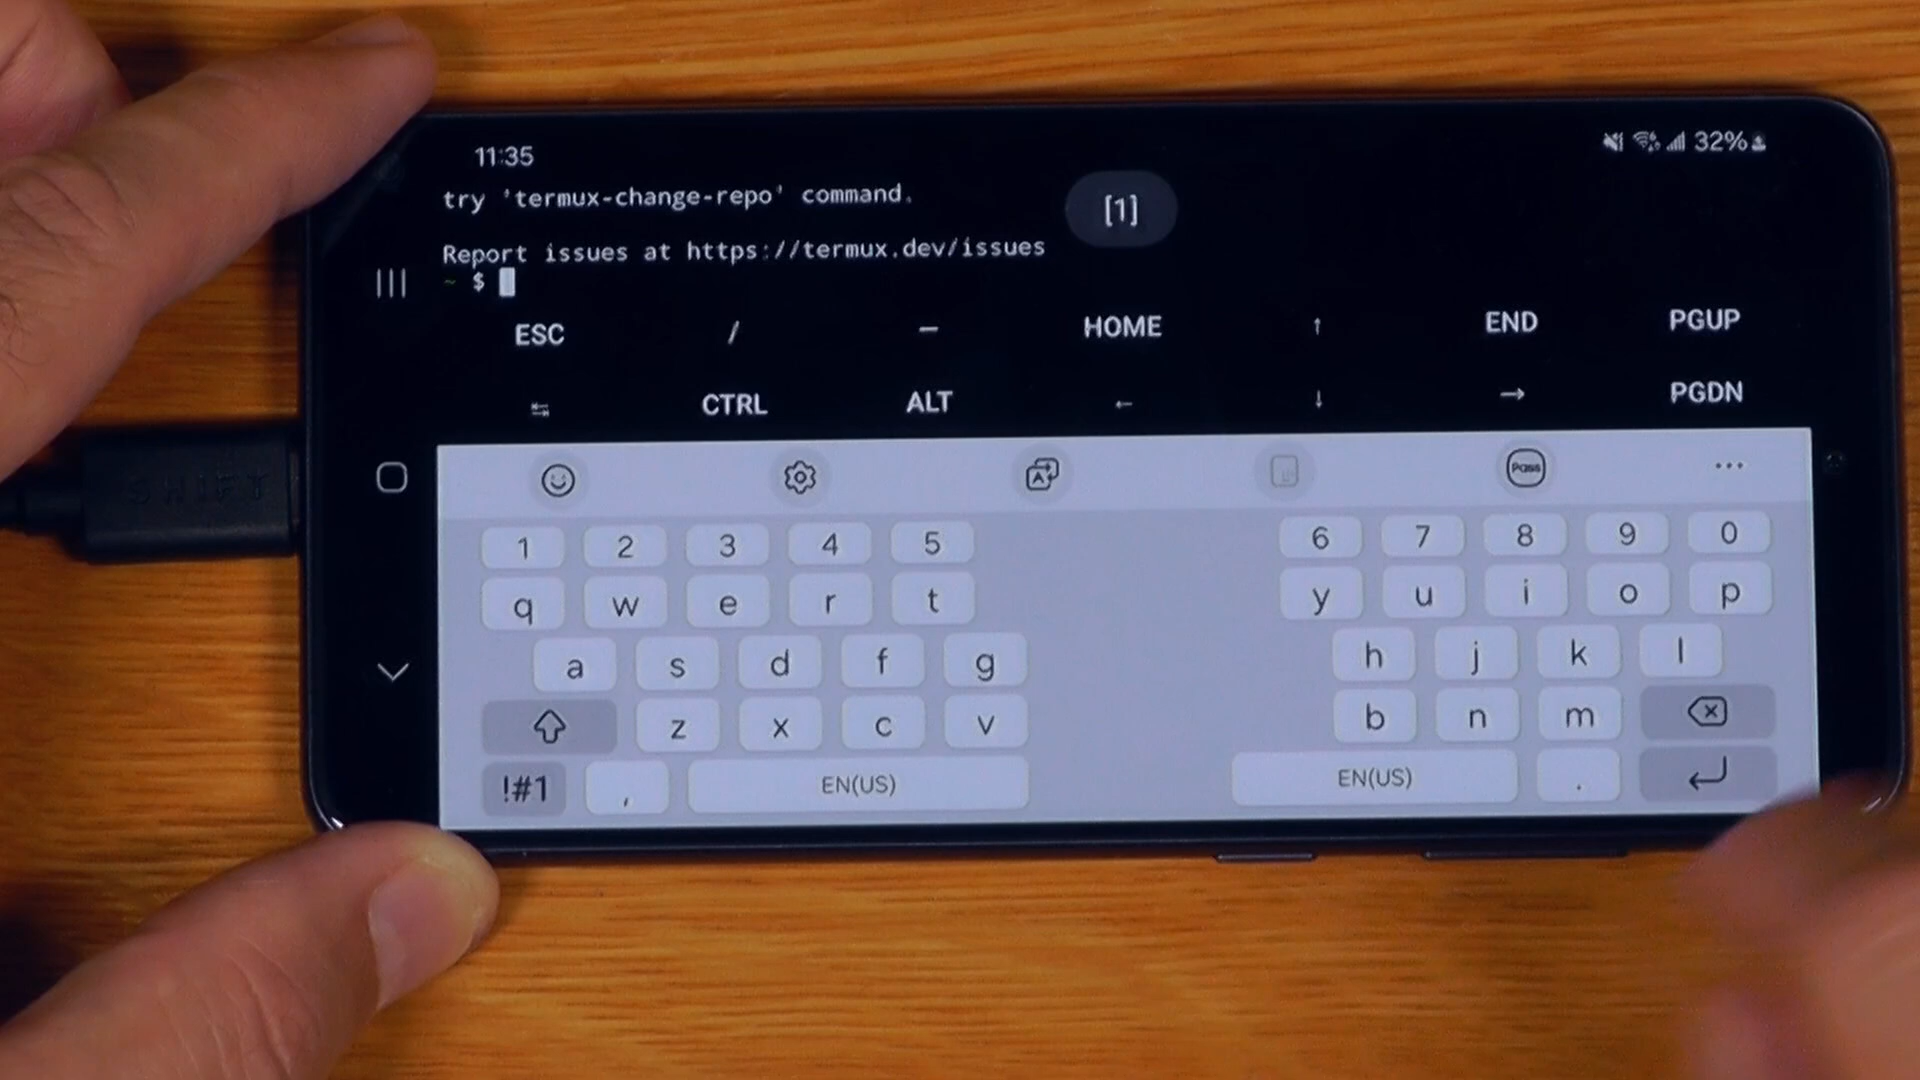 11:35
32%
try 'termux-change-repo' command.
[1]
Report issues at https://termux.dev/issues
~ $
ESC / — HOME ↑ END PGUP
↹ CTRL ALT ← ↓ → PGDN
Pass
1 2 3 4 5 6 7 8 9 0
q w e r t y u i o p
a s d f g h j k l
z x c v b n m
!#1 , EN(US) EN(US) .
SHIFT